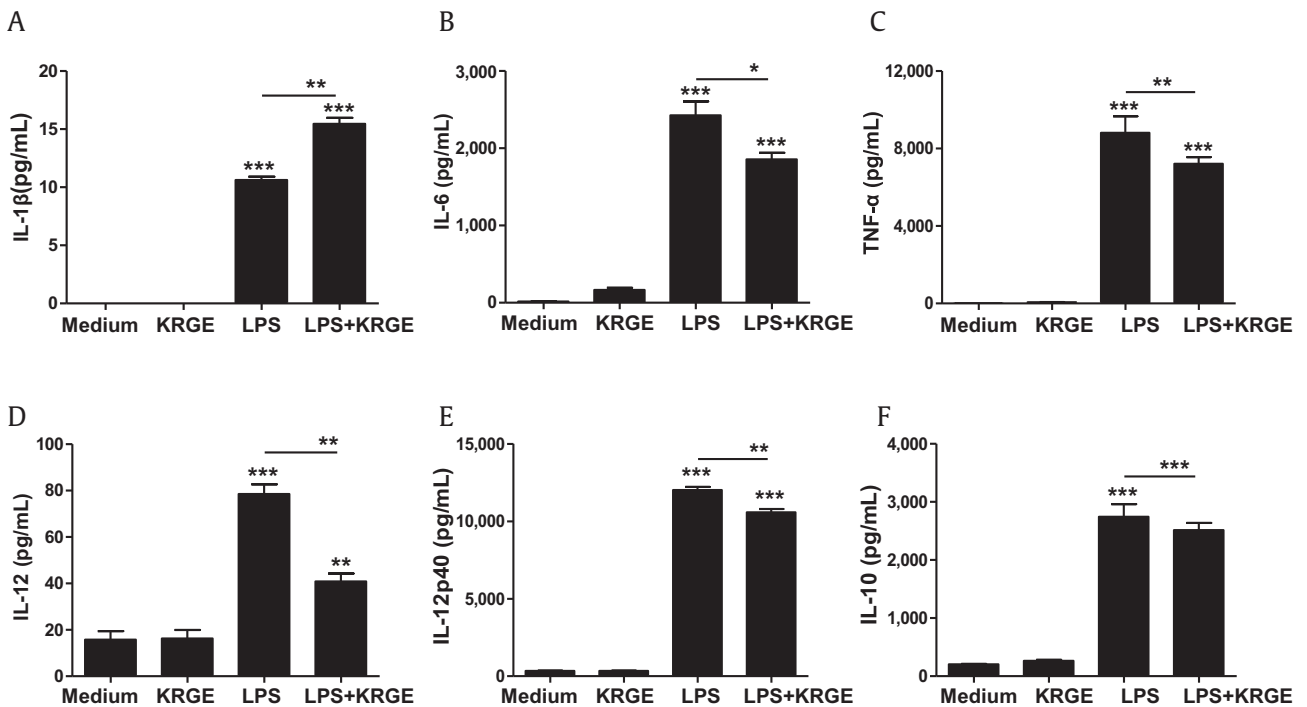 A
IL-1β(pg/mL)
20
15
10
5
0
**
***
***
Medium KRGE LPS LPS+KRGE
B
IL-6 (pg/mL)
3,000
2,000
1,000
0
*
***
***
Medium KRGE LPS LPS+KRGE
C
TNF-α (pg/mL)
12,000
8,000
4,000
0
**
***
***
Medium KRGE LPS LPS+KRGE
D
IL-12 (pg/mL)
100
80
60
40
20
0
**
***
**
Medium KRGE LPS LPS+KRGE
E
IL-12p40 (pg/mL)
15,000
10,000
5,000
0
**
***
***
Medium KRGE LPS LPS+KRGE
F
IL-10 (pg/mL)
4,000
3,000
2,000
1,000
0
***
***
Medium KRGE LPS LPS+KRGE